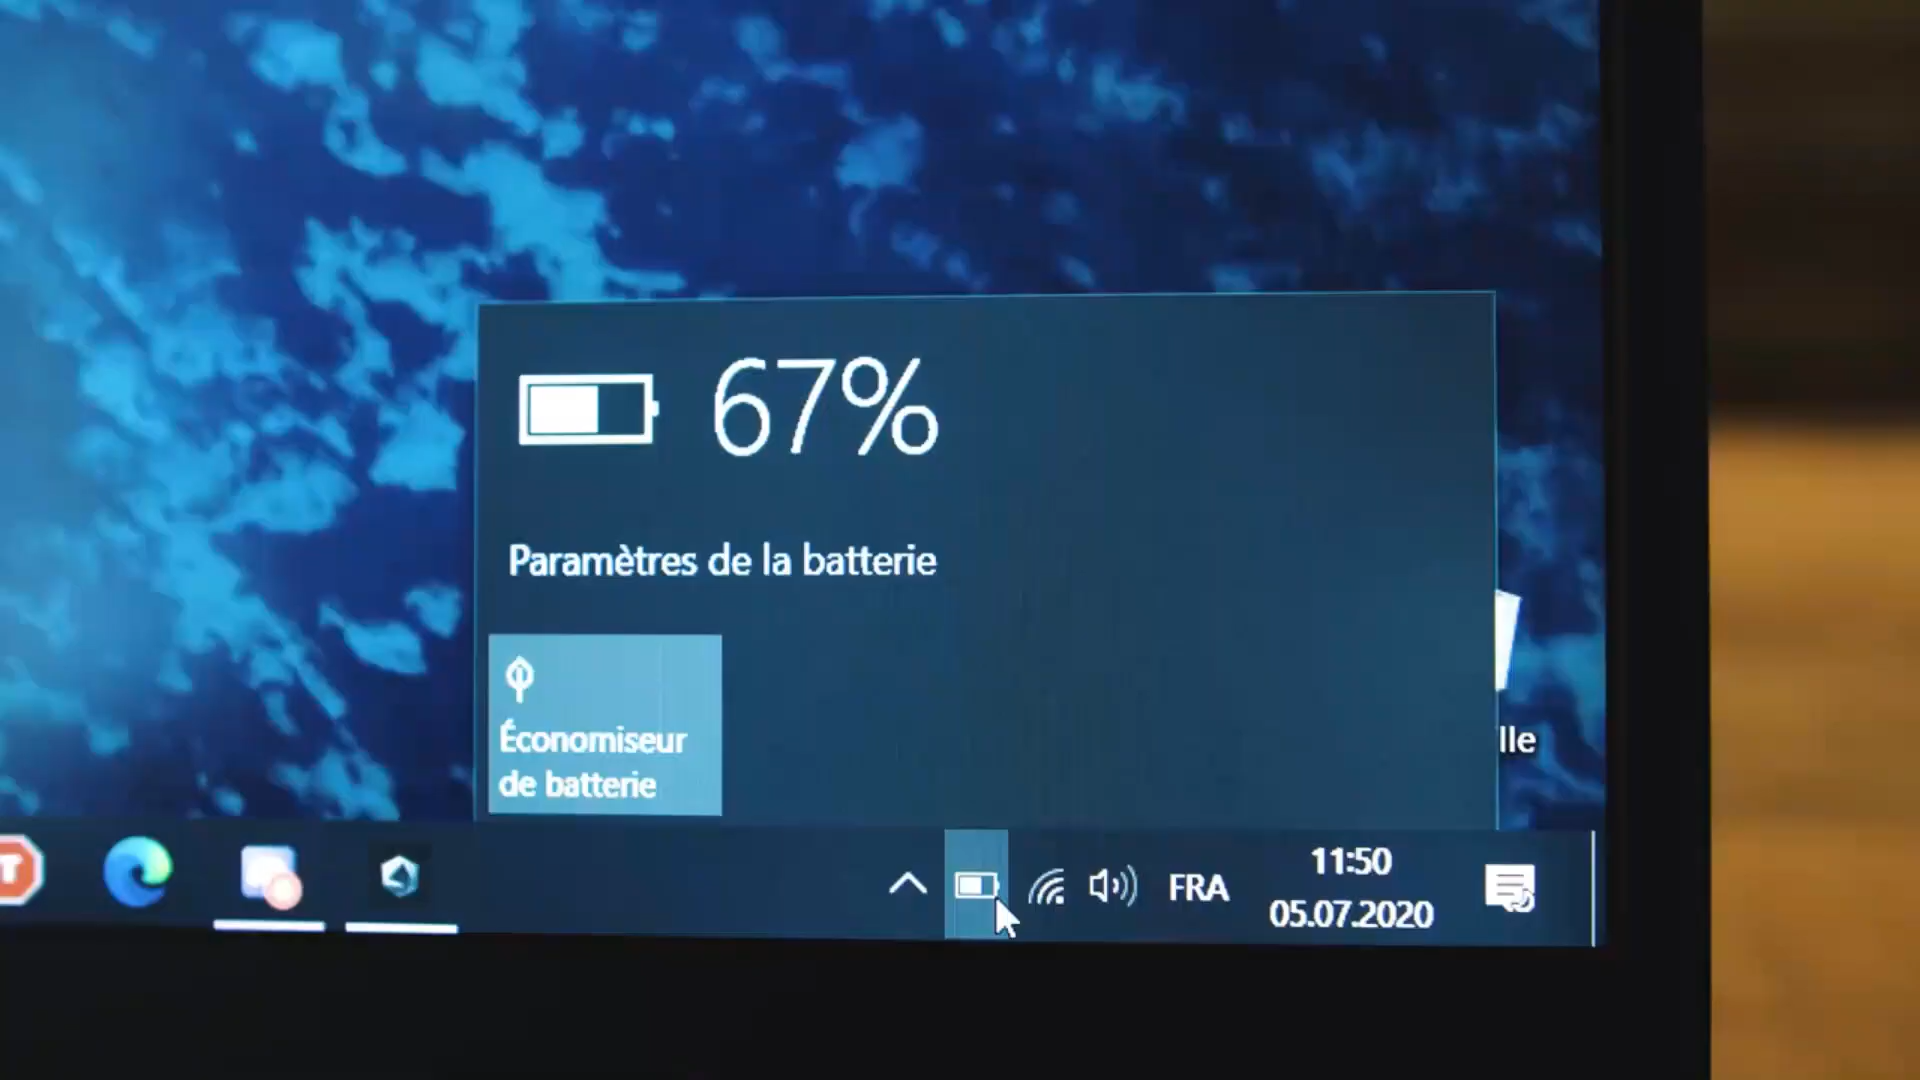 67%
Paramètres de la batterie
Économiseur
de batterie
lle
T
FRA
11:50
05.07.2020